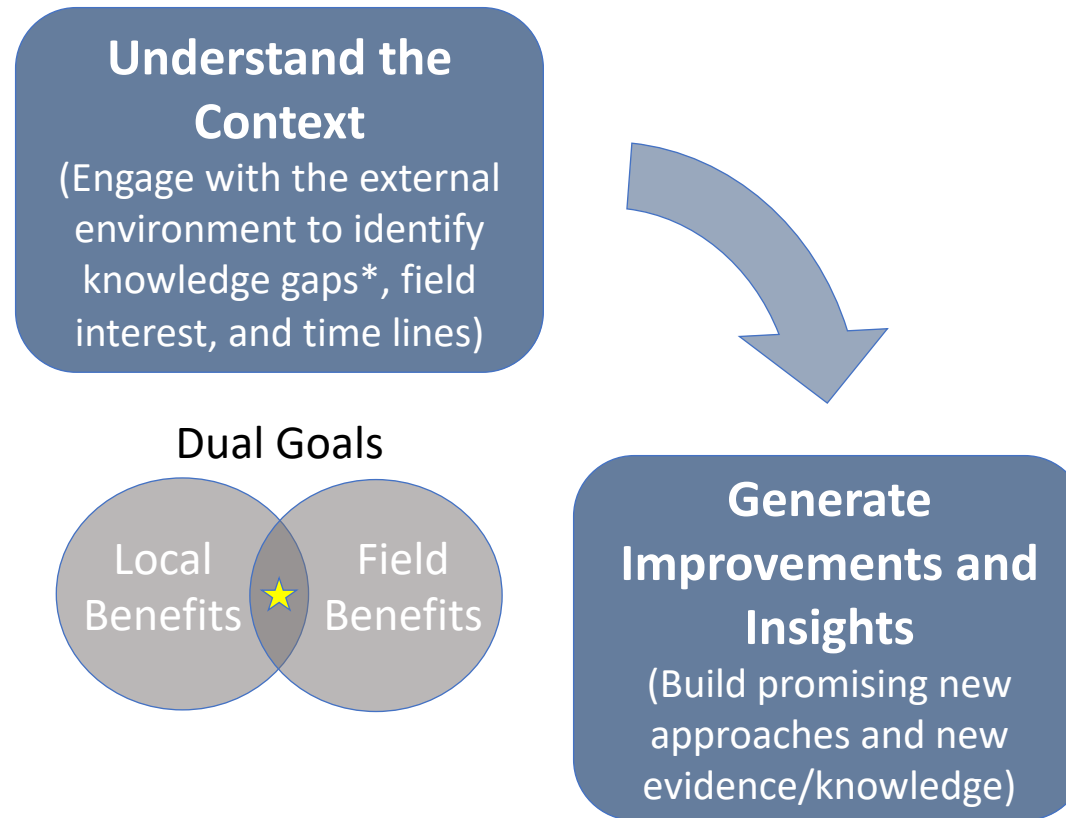 Understand the
Context
(Engage with the external
environment to identify
knowledge gaps*, field
interest, and time lines)
Dual Goals
Local
Benefits
Field
Benefits
Generate
Improvements and
Insights
(Build promising new
approaches and new
evidence/knowledge)